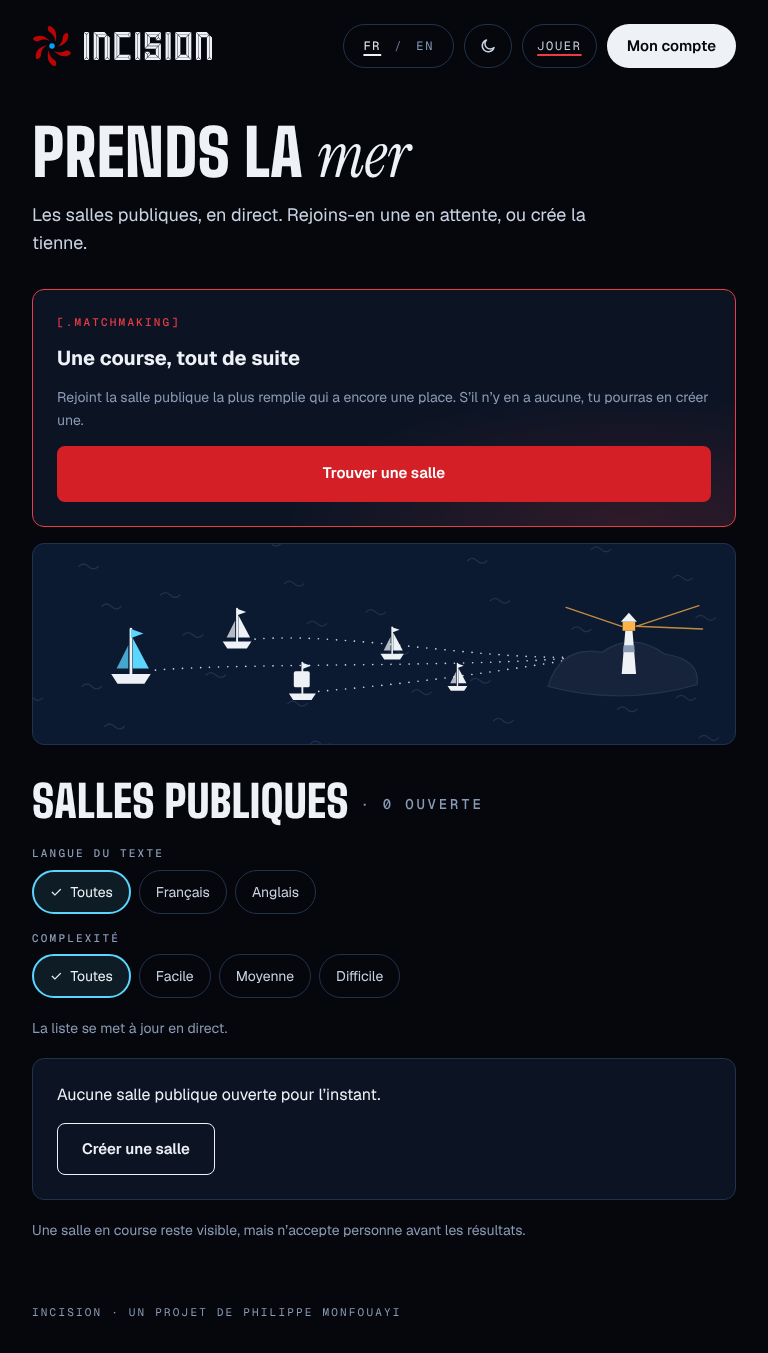 INCISION
FR / EN
JOUER
Mon compte
PRENDS LA mer
Les salles publiques, en direct. Rejoins-en une en attente, ou crée la
tienne.
[.MATCHMAKING]
Une course, tout de suite
Rejoint la salle publique la plus remplie qui a encore une place. S’il n’y en a aucune, tu pourras en créer
une.
Trouver une salle
SALLES PUBLIQUES · 0 OUVERTE
LANGUE DU TEXTE
✓ Toutes
Français
Anglais
COMPLEXITÉ
✓ Toutes
Facile
Moyenne
Difficile
La liste se met à jour en direct.
Aucune salle publique ouverte pour l’instant.
Créer une salle
Une salle en course reste visible, mais n’accepte personne avant les résultats.
INCISION · UN PROJET DE PHILIPPE MONFOUAYI